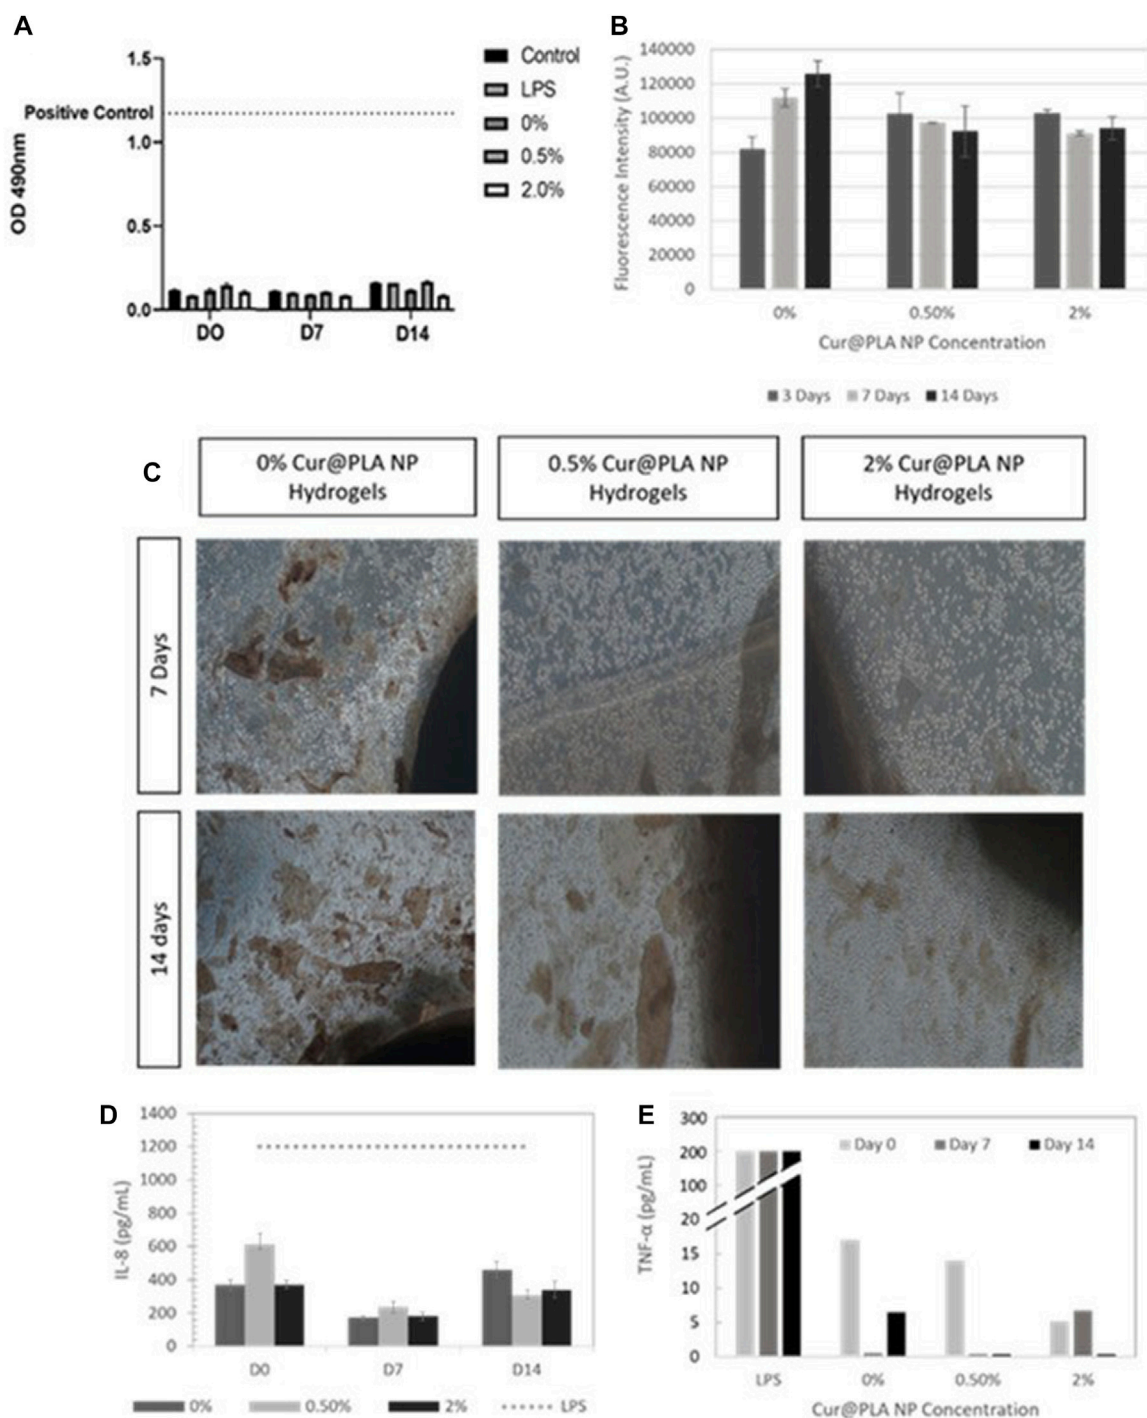 A
1.5
Positive Control
1.0
0.5
0.0
OD 490nm
D0
D7
D14
Control
LPS
0%
0.5%
2.0%
B
140000
120000
100000
80000
60000
40000
20000
0
Fluorescence Intensity (A.U.)
0%
0.50%
2%
Cur@PLA NP Concentration
3 Days
7 Days
14 Days
C
0% Cur@PLA NP
Hydrogels
0.5% Cur@PLA NP
Hydrogels
2% Cur@PLA NP
Hydrogels
7 Days
14 days
D
1400
1200
1000
800
600
400
200
0
IL-8 (pg/mL)
D0
D7
D14
0%
0.50%
2%
LPS
E
300
200
100
20
15
10
5
0
TNF-α (pg/mL)
Day 0
Day 7
Day 14
LPS
0%
0.50%
2%
Cur@PLA NP Concentration